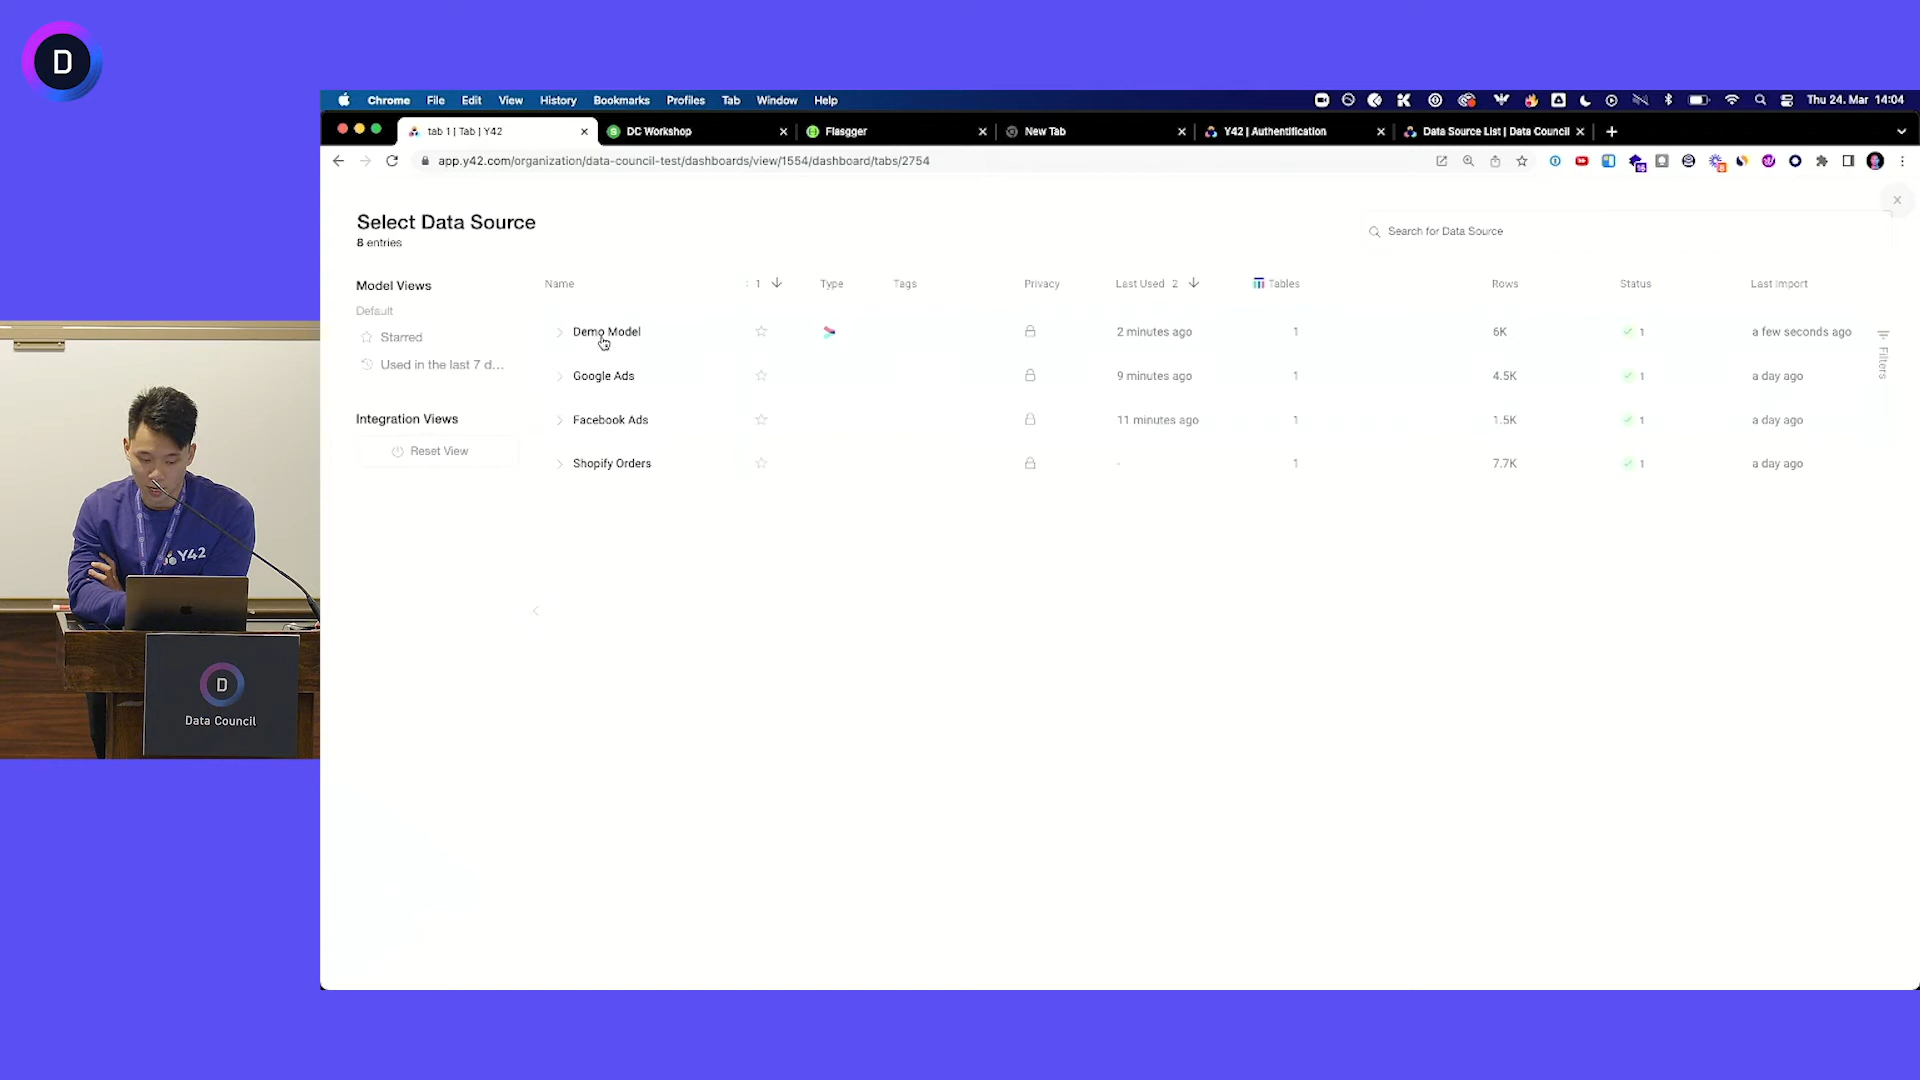 D
Chrome File Edit View History Bookmarks Profiles Tab Window Help
Thu 24. Mar 14:04
tab 1 | Tab | Y42
DC Workshop
Flasgger
New Tab
Y42 | Authentification
Data Source List | Data Council
app.y42.com/organization/data-council-test/dashboards/view/1554/dashboard/tabs/2754
Select Data Source
8 entries
Search for Data Source
Model Views
Default
Starred
Used in the last 7 d...
Integration Views
Reset View
Name 1 Type Tags Privacy Last Used 2 Tables Rows Status Last Import
Demo Model 2 minutes ago 1 6K 1 a few seconds ago
Google Ads 9 minutes ago 1 4.5K 1 a day ago
Facebook Ads 11 minutes ago 1 1.5K 1 a day ago
Shopify Orders - 1 7.7K 1 a day ago
Filters
Y42
D
Data Council